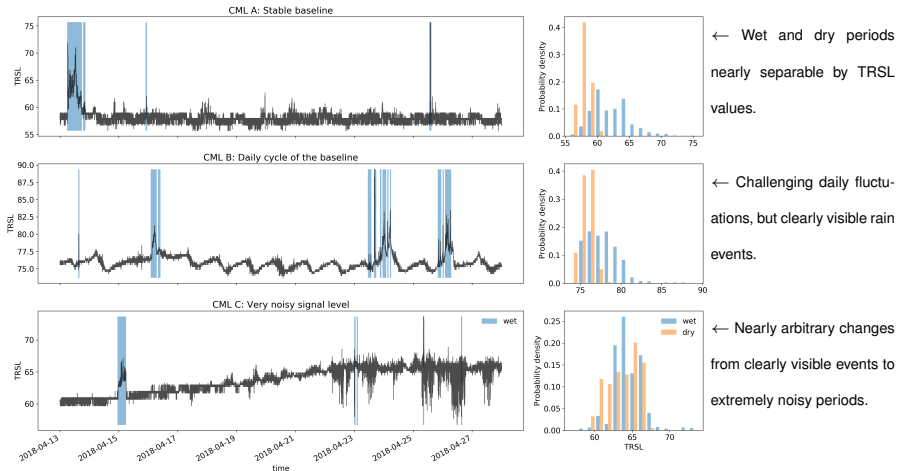 CML A: Stable baseline
TRSL
75
70
65
60
55
Probability density
0.4
0.3
0.2
0.1
0.0
55
60
65
70
75
← Wet and dry periods
nearly separable by TRSL
values.
CML B: Daily cycle of the baseline
TRSL
90.0
87.5
85.0
82.5
80.0
77.5
75.0
Probability density
0.4
0.3
0.2
0.1
0.0
75
80
85
90
← Challenging daily fluctu-
ations, but clearly visible rain
events.
CML C: Very noisy signal level
TRSL
70
65
60
wet
2018-04-13
2018-04-15
2018-04-17
2018-04-19
2018-04-21
2018-04-23
2018-04-25
2018-04-27
time
Probability density
0.25
0.20
0.15
0.10
0.05
0.00
wet
dry
60
65
70
TRSL
← Nearly arbitrary changes
from clearly visible events to
extremely noisy periods.